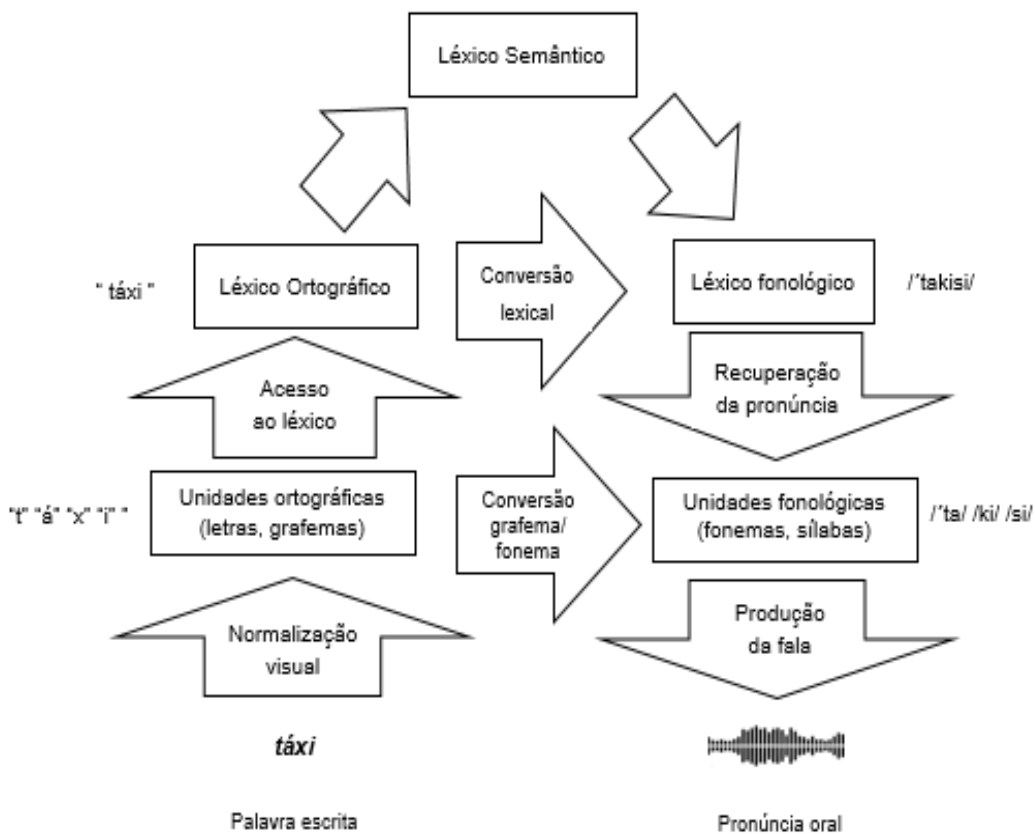 Léxico Semântico
“ táxi ”
Léxico Ortográfico
Conversão
lexical
Léxico fonológico
/´takisi/
Acesso
ao léxico
Recuperação
da pronúncia
“t” “á” “x” “i” ”
Unidades ortográficas
(letras, grafemas)
Conversão
grafema/
fonema
Unidades fonológicas
(fonemas, sílabas)
/´ta/ /ki/ /si/
Normalização
visual
Produção
da fala
táxi
Palavra escrita
Pronúncia oral